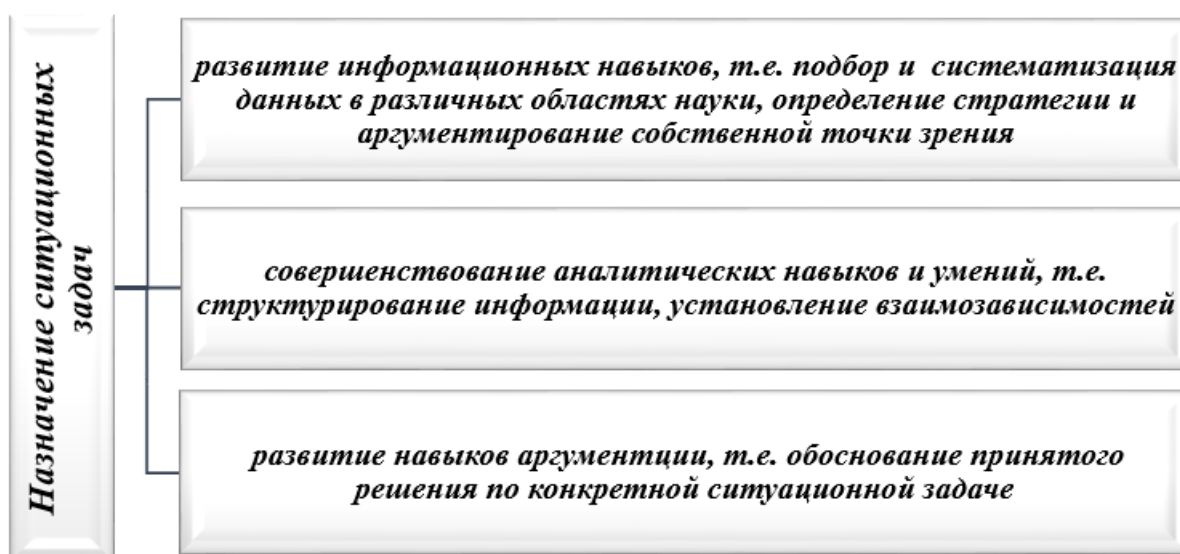 Назначение ситуационных
задач
развитие информационных навыков, т.е. подбор и систематизация
данных в различных областях науки, определение стратегии и
аргументирование собственной точки зрения
совершенствование аналитических навыков и умений, т.е.
структурирование информации, установление взаимозависимостей
развитие навыков аргументции, т.е. обоснование принятого
решения по конкретной ситуационной задаче